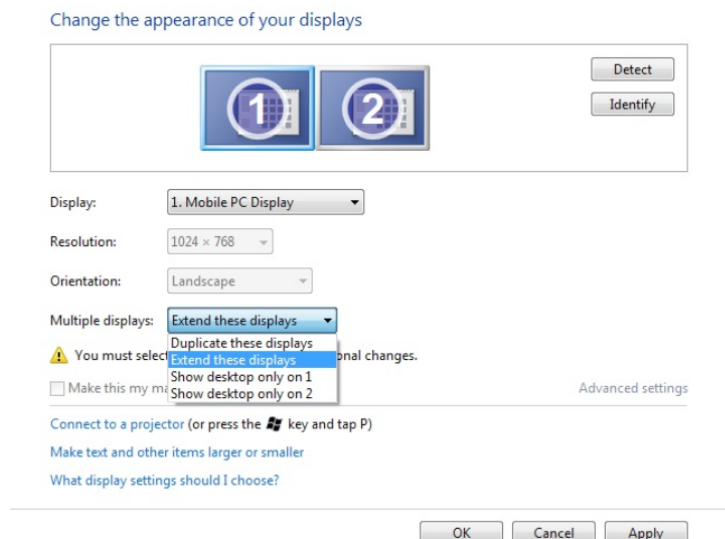 Change the appearance of your displays
1 2
Detect
Identify
Display: 1. Mobile PC Display
Resolution: 1024 × 768
Orientation: Landscape
Multiple displays: Extend these displays
Duplicate these displays
You must selec
Extend these displays
onal changes.
Show desktop only on 1
Make this my m
Show desktop only on 2
Advanced settings
Connect to a projector (or press the key and tap P)
Make text and other items larger or smaller
What display settings should I choose?
OK Cancel Apply